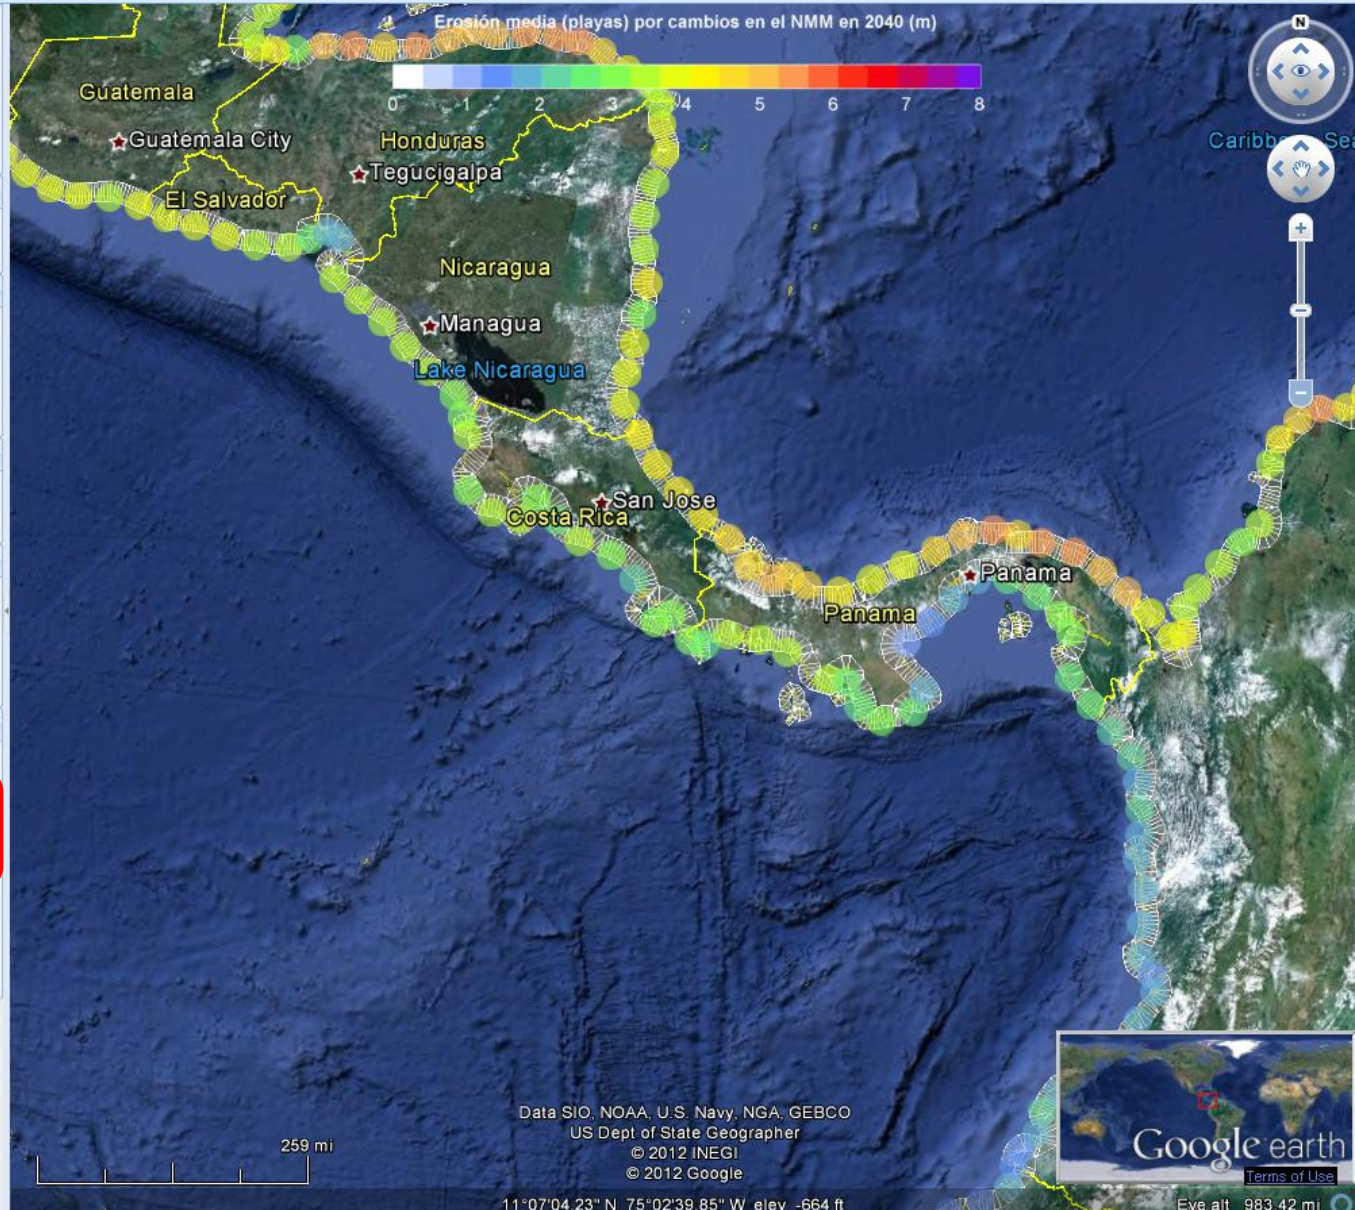 Erosión media (playas) por cambios en el NMM en 2040 (m)
N
0 1 2 3 4 5 6 7 8
Guatemala
Guatemala City
Honduras
Tegucigalpa
El Salvador
Nicaragua
Managua
Lake Nicaragua
San Jose
Costa Rica
Panama
Panama
259 mi
Data SIO, NOAA, U.S. Navy, NGA, GEBCO
US Dept of State Geographer
© 2012 INEGI
© 2012 Google
Google earth
Terms of Use
11°07'04.23" N 75°02'39.85" W elev -664 ft
Eye alt 983.42 mi